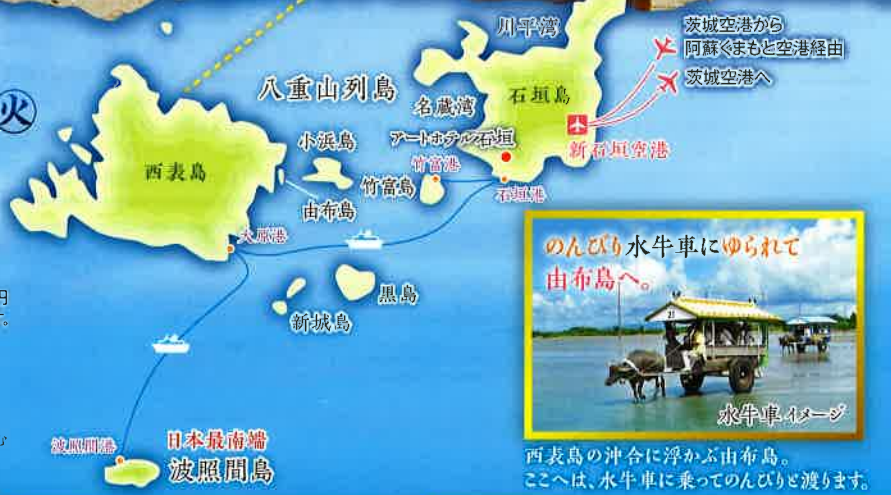 川平湾
茨城空港から
阿蘇くまもと空港経由
茨城空港へ
火
八重山列島
名蔵湾
石垣島
アートホテル石垣
新石垣空港
小浜島
竹富港
竹富島
石垣港
西表島
由布島
大原港
黒島
新城島
円
。
波照間港
日本最南端
波照間島
のんびり水牛車にゆられて
由布島へ。
21
水牛車 イメージ
西表島の沖合に浮かぶ由布島。
ここへは、水牛車に乗ってのんびりと渡ります。